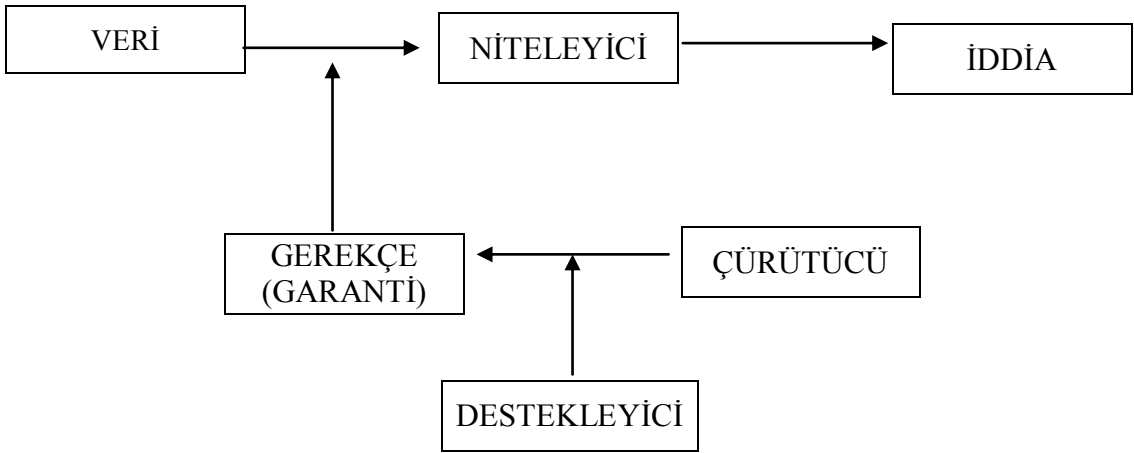 VERİ
NİTELEYİCİ
İDDİA
GEREKÇE
(GARANTİ)
ÇÜRÜTÜCÜ
DESTEKLEYİCİ